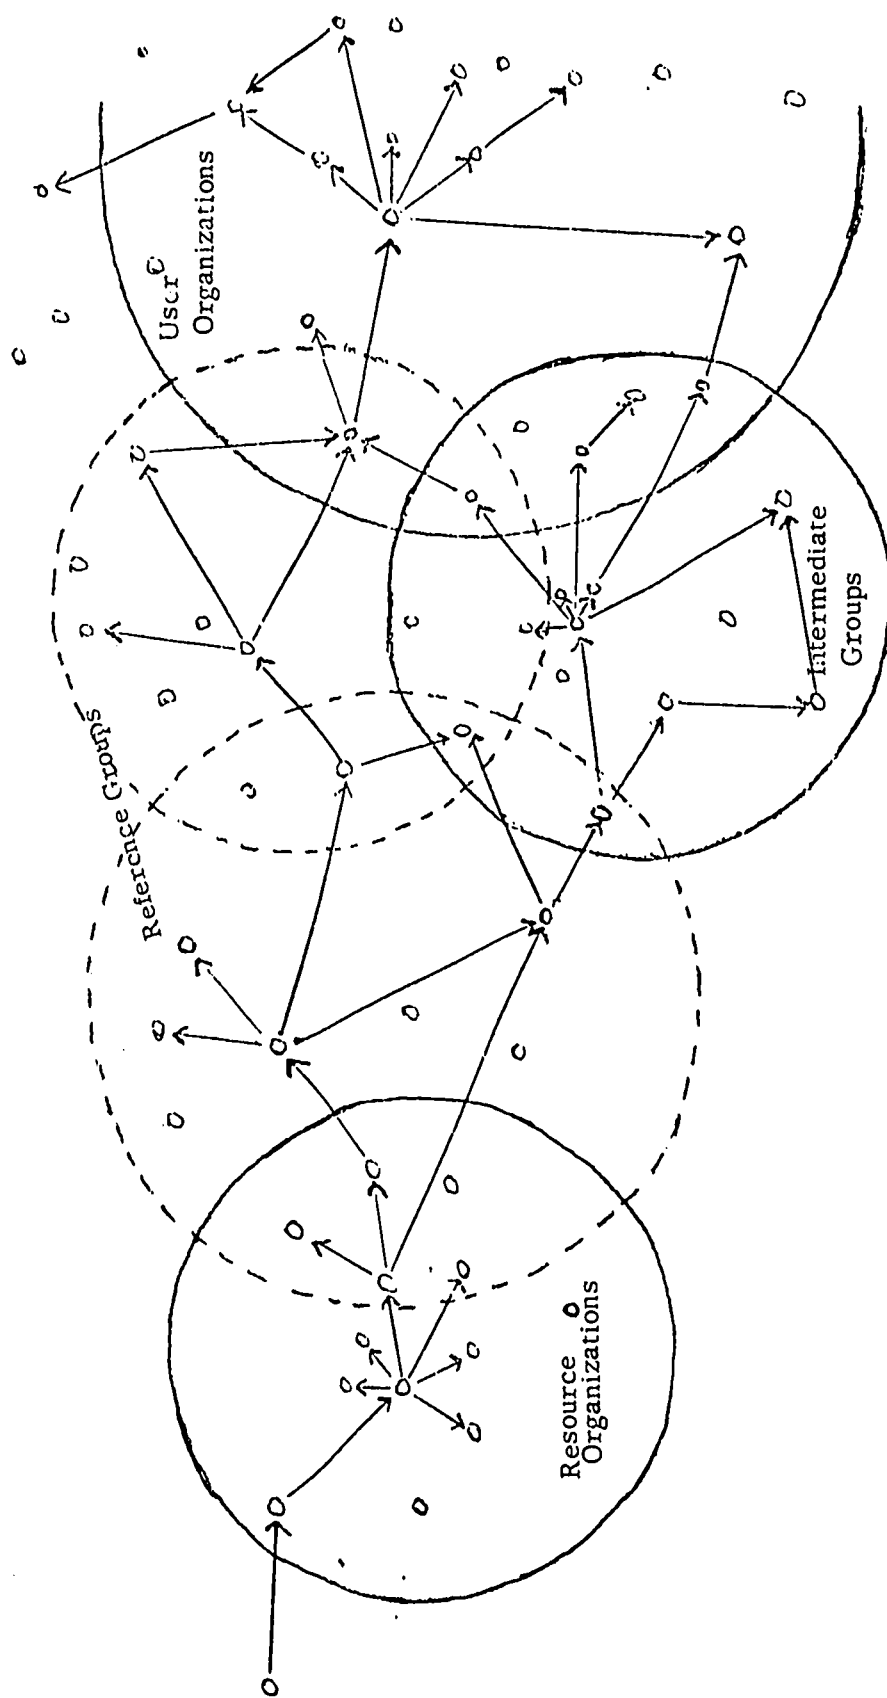 Reference Groups
User
Organizations
Resource
Organizations
Intermediate
Groups